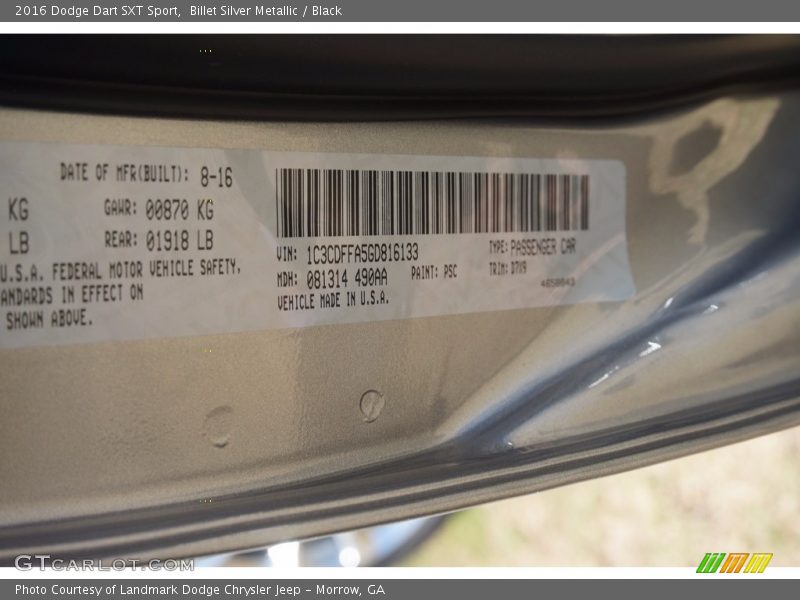 2016 Dodge Dart SXT Sport,  Billet Silver Metallic / Black
DATE OF MFR(BUILT): 8-16
KG GAWR: 00870 KG
LB REAR: 01918 LB
U.S.A. FEDERAL MOTOR VEHICLE SAFETY,
ANDARDS IN EFFECT ON
SHOWN ABOVE.
VIN: 1C3CDFFA5GD816133 TYPE: PASSENGER CAR
MDH: 081314 490AA PAINT: PSC TRIM: D7X9
VEHICLE MADE IN U.S.A.
GTCARLOT.COM
Photo Courtesy of Landmark Dodge Chrysler Jeep – Morrow, GA